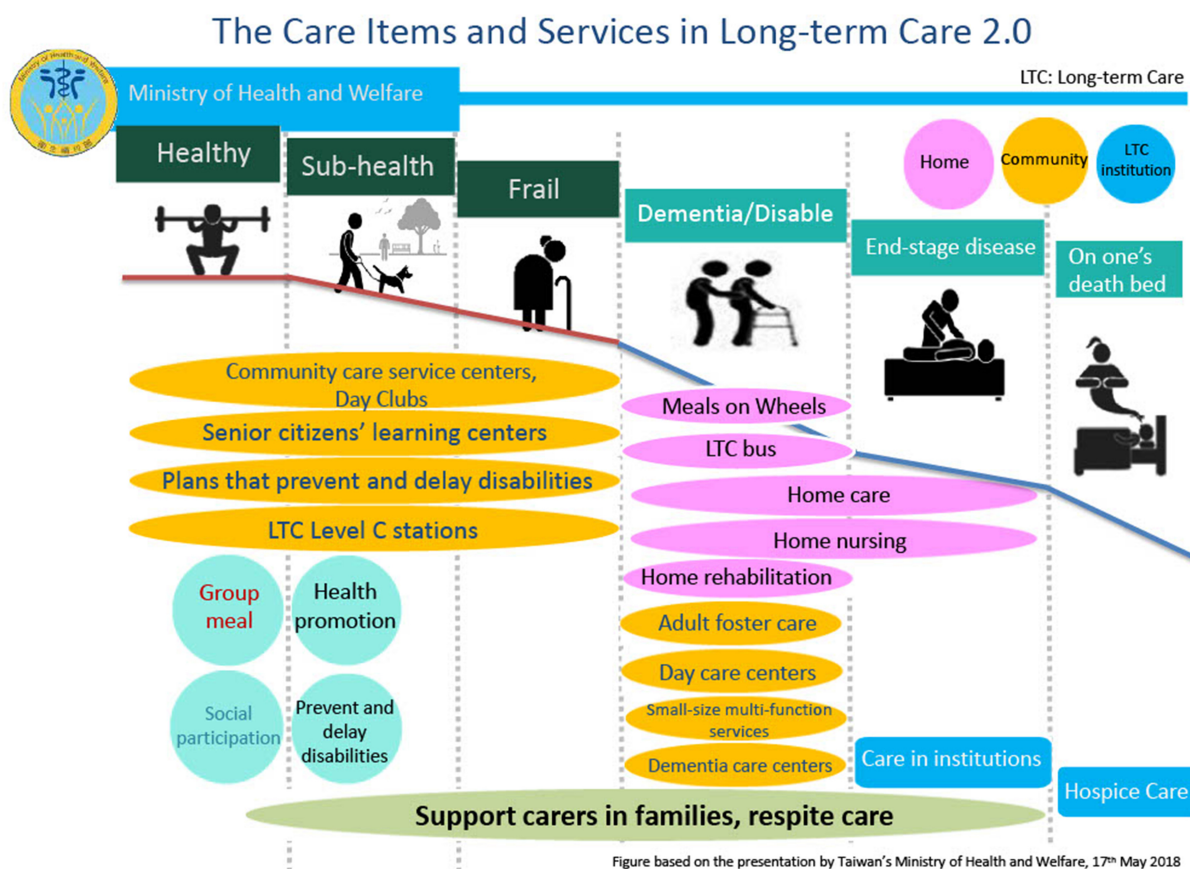 The Care Items and Services in Long-term Care 2.0
Ministry of Health and Welfare
Ministry of Health and Welfare
LTC: Long-term Care
Healthy
Sub-health
Frail
Dementia/Disable
End-stage disease
On one's
death bed
Home
Community
LTC
institution
Community care service centers,
Day Clubs
Senior citizens' learning centers
Plans that prevent and delay disabilities
LTC Level C stations
Group
meal
Health
promotion
Social
participation
Prevent and
delay
disabilities
Meals on Wheels
LTC bus
Home care
Home nursing
Home rehabilitation
Adult foster care
Day care centers
Small-size multi-function
services
Dementia care centers
Care in institutions
Hospice Care
Support carers in families, respite care
Figure based on the presentation by Taiwan's Ministry of Health and Welfare, 17th May 2018